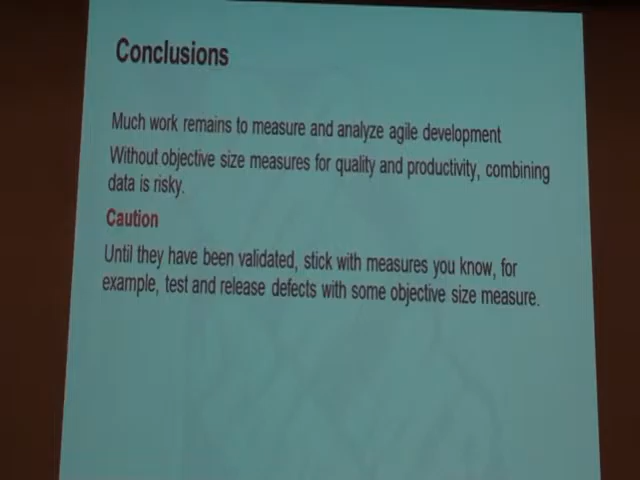 Conclusions
Much work remains to measure and analyze agile development
Without objective size measures for quality and productivity, combining
data is risky.
Caution
Until they have been validated, stick with measures you know, for
example, test and release defects with some objective size measure.